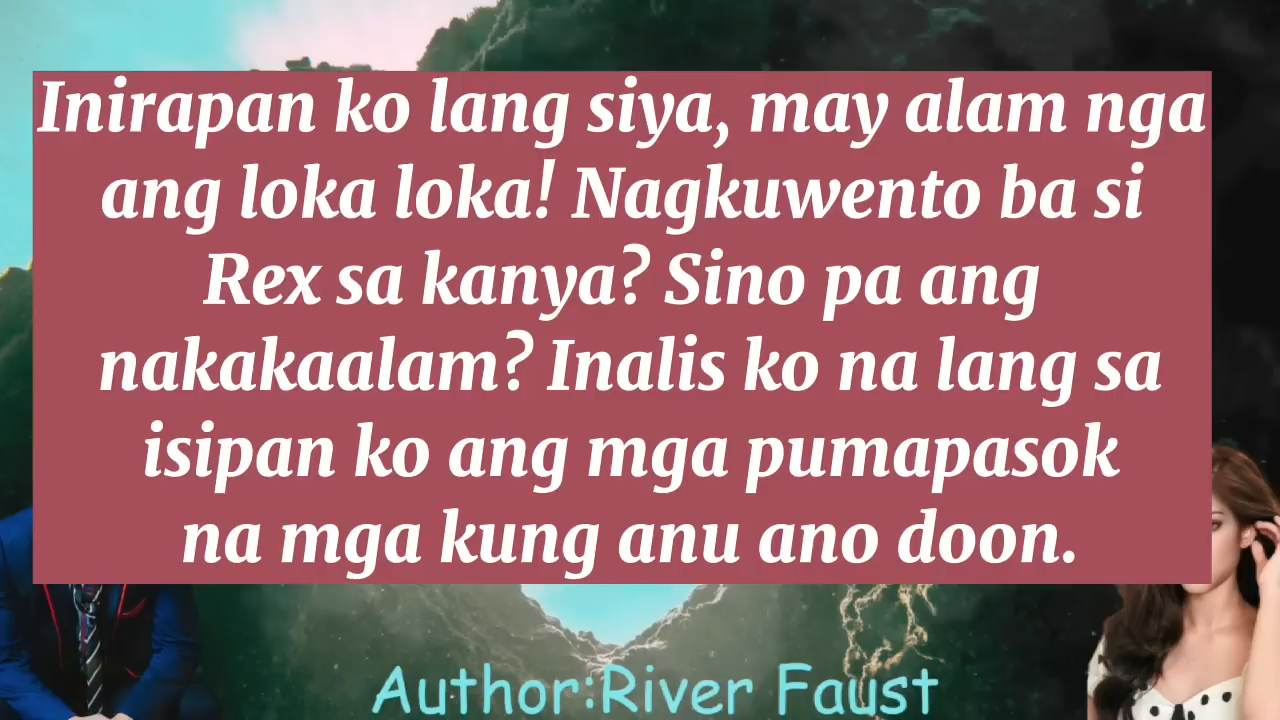 Inirapan ko lang siya, may alam nga
ang loka loka! Nagkuwento ba si
Rex sa kanya? Sino pa ang
nakakaalam? Inalis ko na lang sa
isipan ko ang mga pumapasok
na mga kung anu ano doon.
Author:River Faust